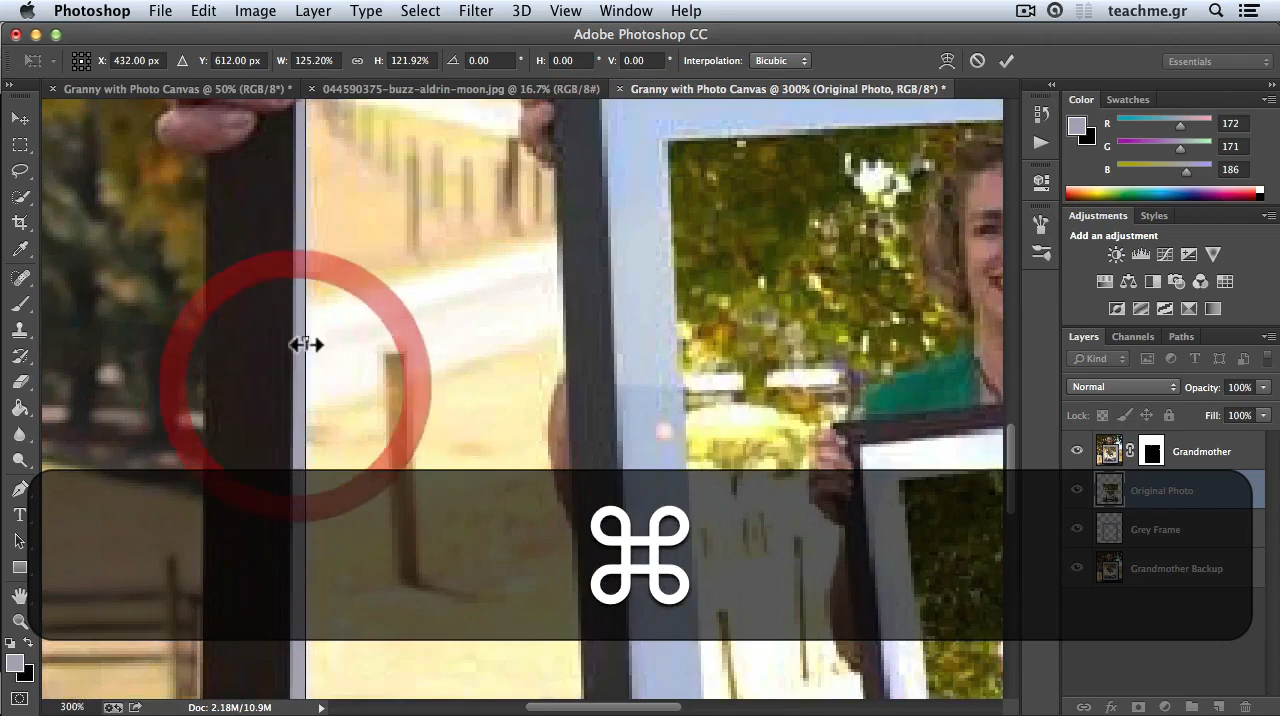 Photoshop File Edit Image Layer Type Select Filter 3D View Window Help teachme.gr
Adobe Photoshop CC
X: 432.00 px Y: 612.00 px W: 125.20% H: 121.92% 0.00 ° H: 0.00 ° V: 0.00 ° Interpolation: Bicubic Essentials
Granny with Photo Canvas @ 50% (RGB/8*) * 044590375-buzz-aldrin-moon.jpg @ 16.7% (RGB/8#) Granny with Photo Canvas @ 300% (Original Photo, RGB/8*) *
Color Swatches
R 172
G 171
B 186
Adjustments Styles
Add an adjustment
Layers Channels Paths
Kind
Normal Opacity: 100%
Lock: Fill: 100%
Grandmother
Original Photo
Grey Frame
Grandmother Backup
300% Doc: 2.18M/10.9M